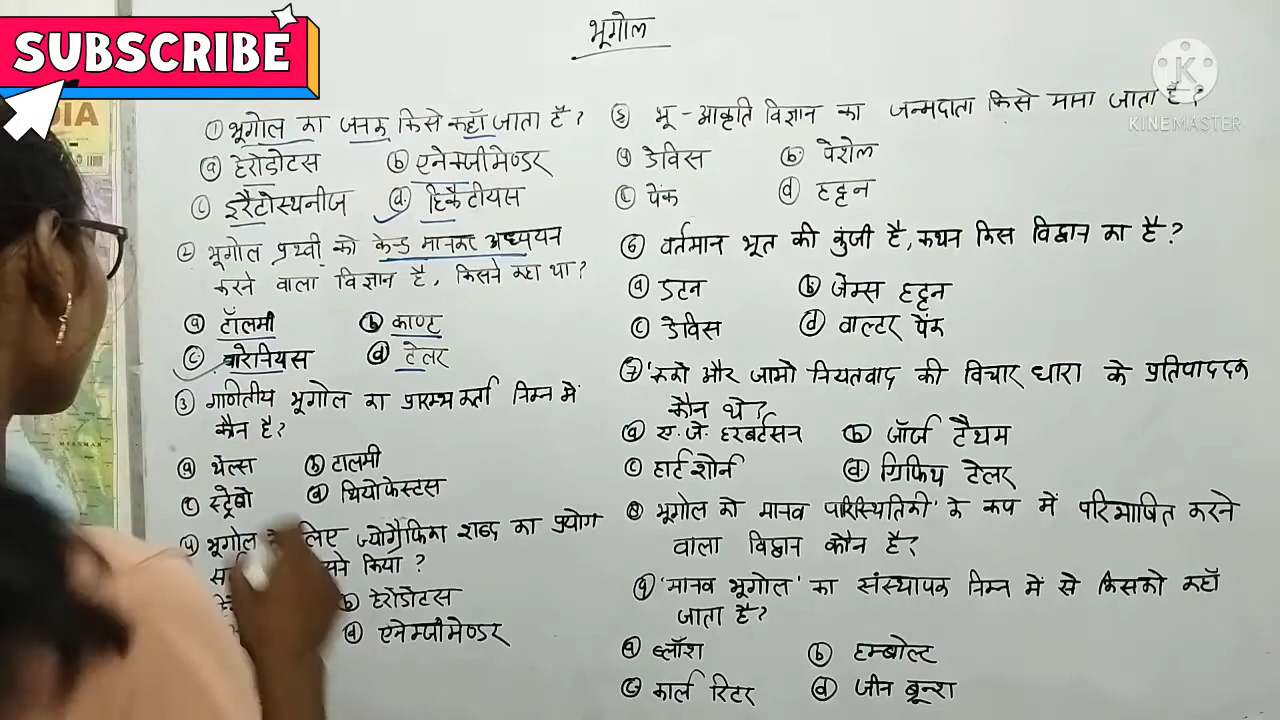 SUBSCRIBE
भूगोल
KINEMASTER
① भूगोल का जनक किसे कहाँ जाता है?
ⓐ हेरोडोटस ⓑ एनेक्जीमेण्डर
ⓒ इरैटोस्थनीज ⓓ हिकैटीयस
② भूगोल पृथ्वी को केन्द्र मानकर अध्ययन
करने वाला विज्ञान है, किसने कहा था?
ⓐ टॉलमी ⓑ काण्ट
ⓒ वारेनियस ⓓ टेलर
③ गणितीय भूगोल का प्रारम्भकर्ता निम्न में
कौन है?
ⓐ थेल्स ⓑ टालमी
ⓒ स्ट्रेबो ⓓ थियोफेस्टस
④ भूगोल लिए ज्योग्रैफिका शब्द का प्रयोग
किया?
ⓑ हेरोडोटस
ⓓ एनेक्जीमेण्डर
⑤ भू-आकृति विज्ञान का जन्मदाता किसे माना जाता है?
ⓐ डेविस ⓑ पेशेल
ⓒ पेंक ⓓ हट्टन
⑥ वर्तमान भूत की कुंजी है, कथन किस विद्वान का है?
ⓐ डटन ⓑ जेम्स हट्टन
ⓒ डेविस ⓓ वाल्टर पेंक
⑦ 'रुको और जाओ नियतवाद की विचार धारा के प्रतिपाददक
कौन थे?
ⓐ ए.जे. हरबर्टसन ⓑ जॉर्ज टैथम
ⓒ हार्टशोर्न ⓓ ग्रिफिथ टेलर
⑧ भूगोल को मानव पारिस्थितिकी' के रूप में परिभाषित करने
वाला विद्वान कौन है?
⑨ 'मानव भूगोल' का संस्थापक निम्न में से किसको कहाँ
जाता है?
ⓐ ब्लॉश ⓑ हम्बोल्ट
ⓒ कार्ल रिटर ⓓ जीन ब्रून्श